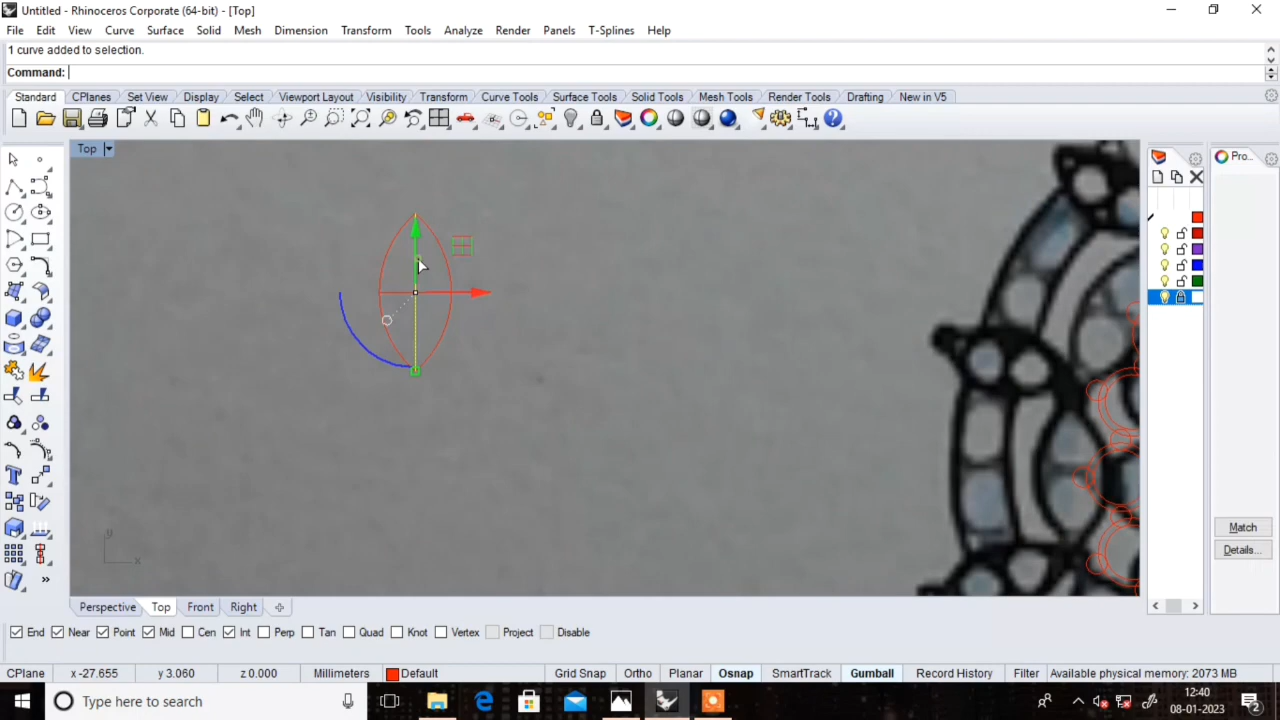 Untitled - Rhinoceros Corporate (64-bit) - [Top]
File Edit View Curve Surface Solid Mesh Dimension Transform Tools Analyze Render Panels T-Splines Help
1 curve added to selection.
Command:
Standard CPlanes Set View Display Select Viewport Layout Visibility Transform Curve Tools Surface Tools Solid Tools Mesh Tools Render Tools Drafting New in V5
Top
Pro...
Match
Details...
y
x
Perspective Top Front Right
End Near Point Mid Cen Int Perp Tan Quad Knot Vertex Project Disable
CPlane x -27.655 y 3.060 z 0.000 Millimeters Default Grid Snap Ortho Planar Osnap SmartTrack Gumball Record History Filter Available physical memory: 2073 MB
Type here to search
12:40
08-01-2023
2